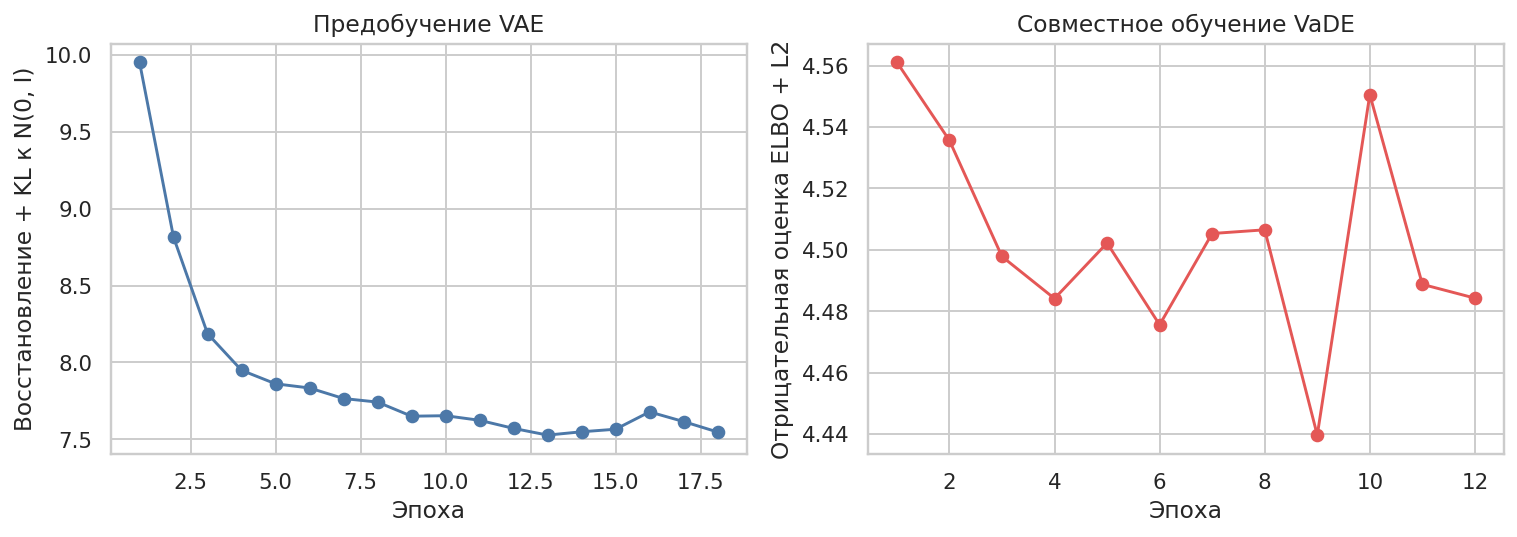 Предобучение VAE
Восстановление + KL к N(0, I)
10.0
9.5
9.0
8.5
8.0
7.5
2.5 5.0 7.5 10.0 12.5 15.0 17.5
Эпоха
Совместное обучение VaDE
Отрицательная оценка ELBO + L2
4.56
4.54
4.52
4.50
4.48
4.46
4.44
2 4 6 8 10 12
Эпоха